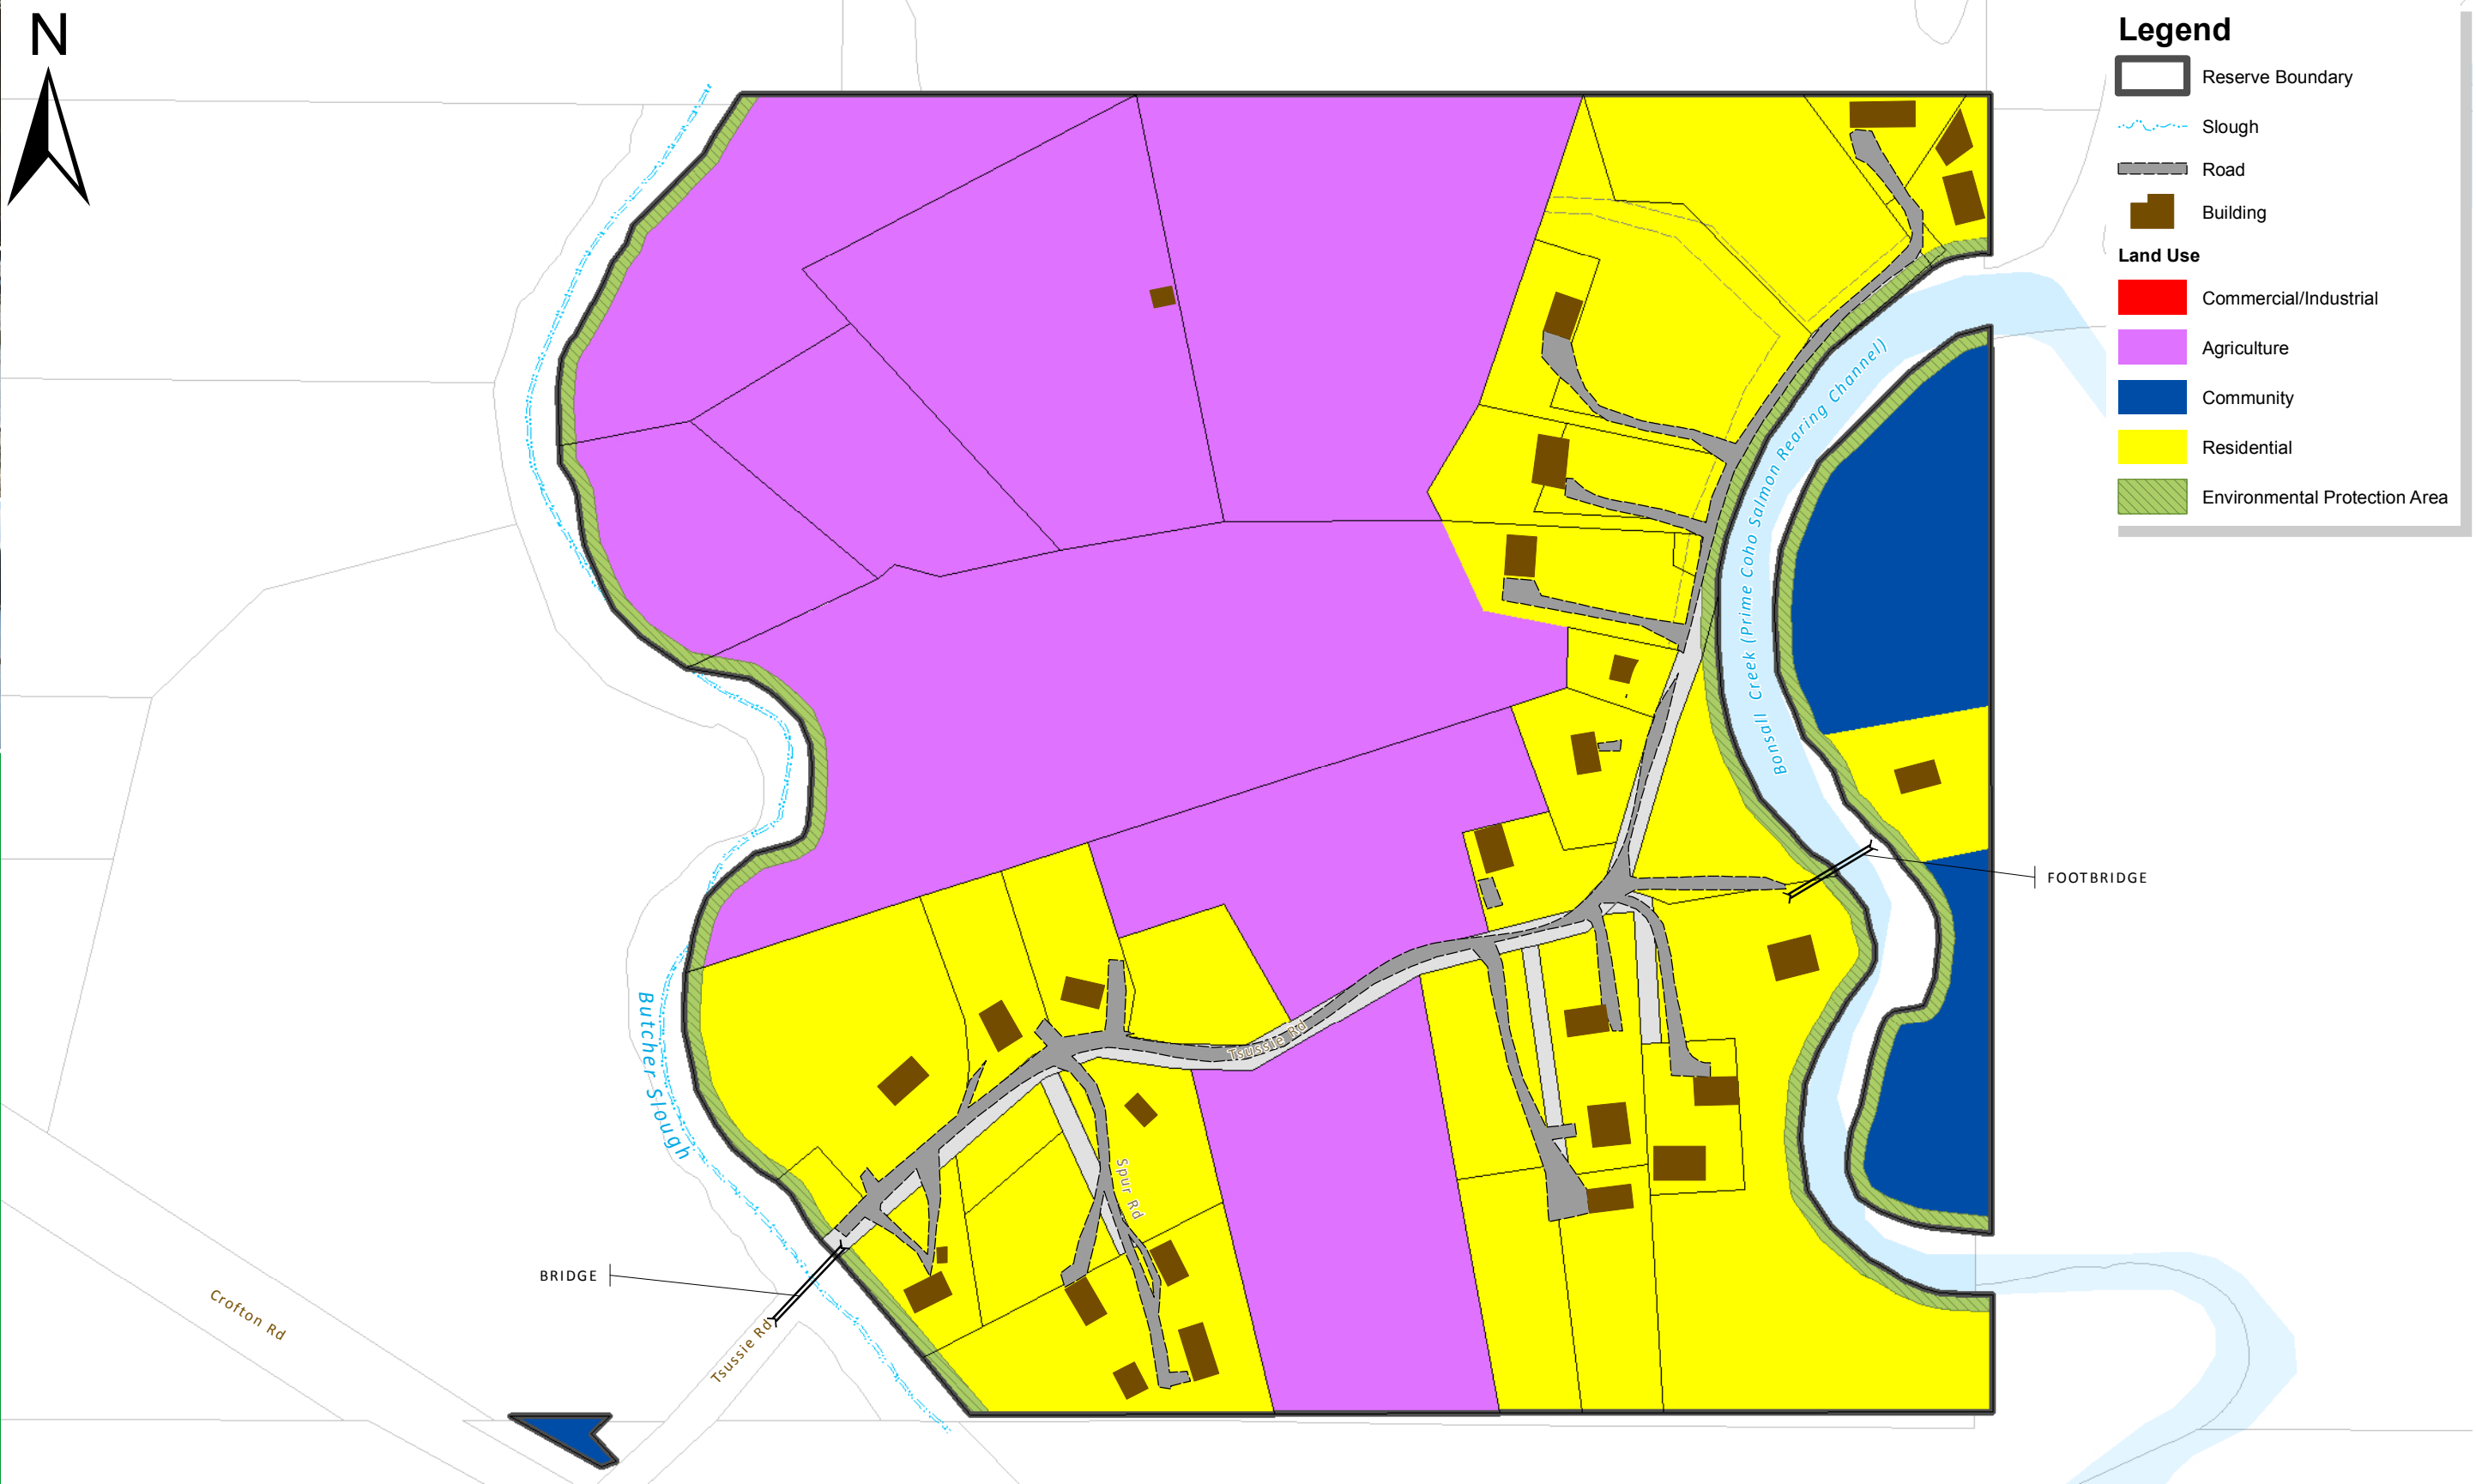 N
Legend
Reserve Boundary
Slough
Road
Building
Land Use
Commercial/Industrial
Agriculture
Community
Residential
Environmental Protection Area
Bonsall Creek (Prime Coho Salmon Rearing Channel)
FOOTBRIDGE
Butcher Slough
Tsussie Rd
Spur Rd
BRIDGE
Crofton Rd
Tsussie Rd